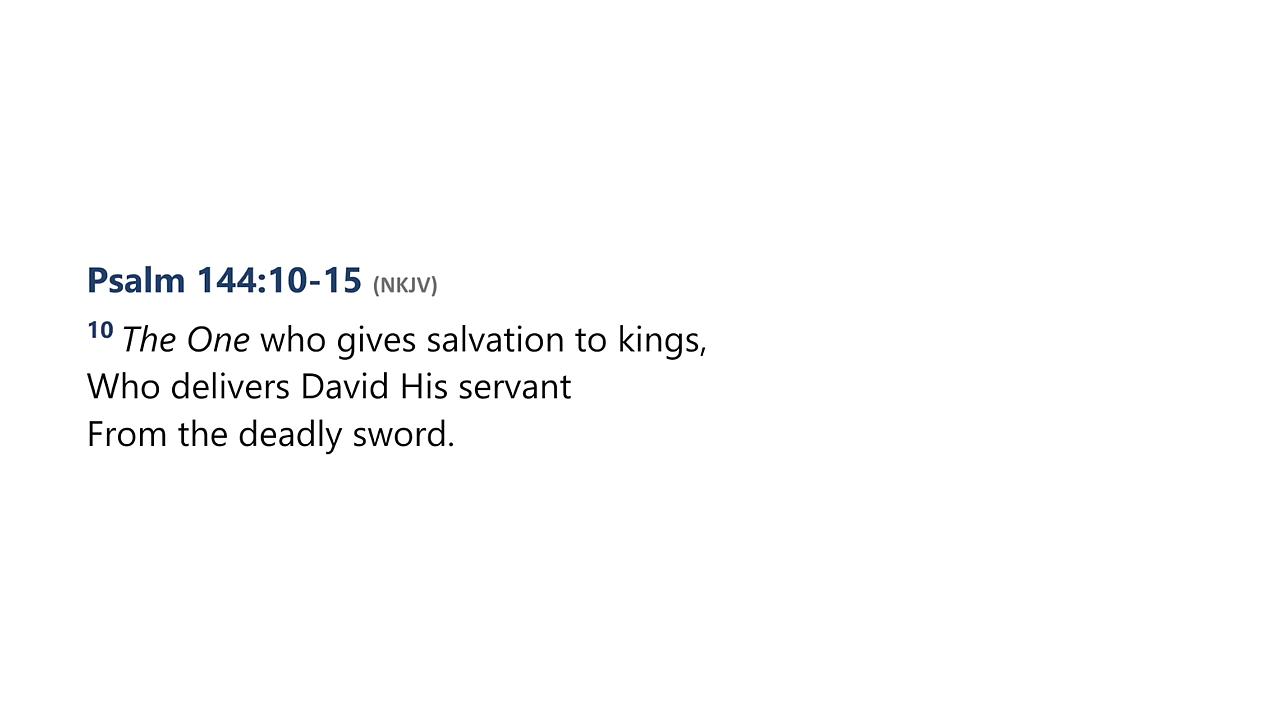 Psalm 144:10-15 (NKJV)
10 The One who gives salvation to kings,
Who delivers David His servant
From the deadly sword.